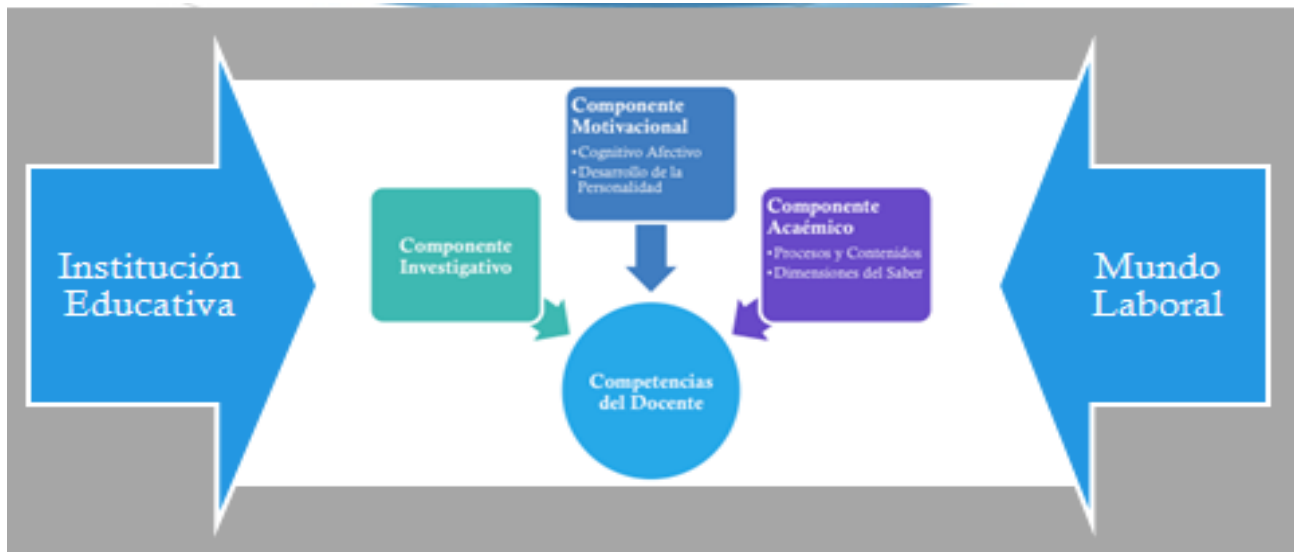 Institución
Educativa
Componente
Investigativo
Componente
Motivacional
•Cognitivo Afectivo
•Desarrollo de la
Personalidad
Componente
Acaémico
•Procesos y Contenidos
•Dimensiones del Saber
Competencias
del Docente
Mundo
Laboral